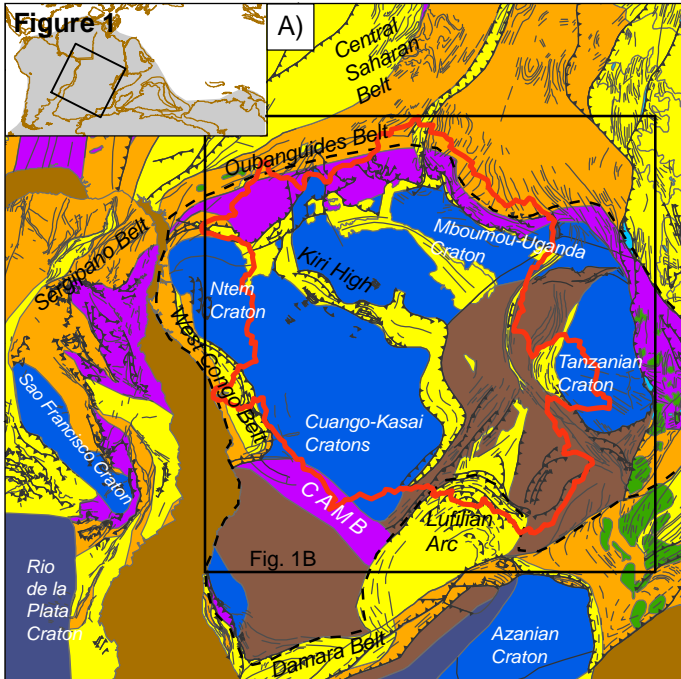 Figure 1
A)
Central
Saharan
Belt
Oubanguides Belt
Sergipano Belt
Mboumou-Uganda
Craton
Kiri High
Ntem
Craton
West Congo Belt
Tanzanian
Craton
Sao Francisco Craton
Cuango-Kasai
Cratons
CAMB
Lufilian
Arc
Fig. 1B
Rio
de la
Plata
Craton
Damara Belt
Azanian
Craton